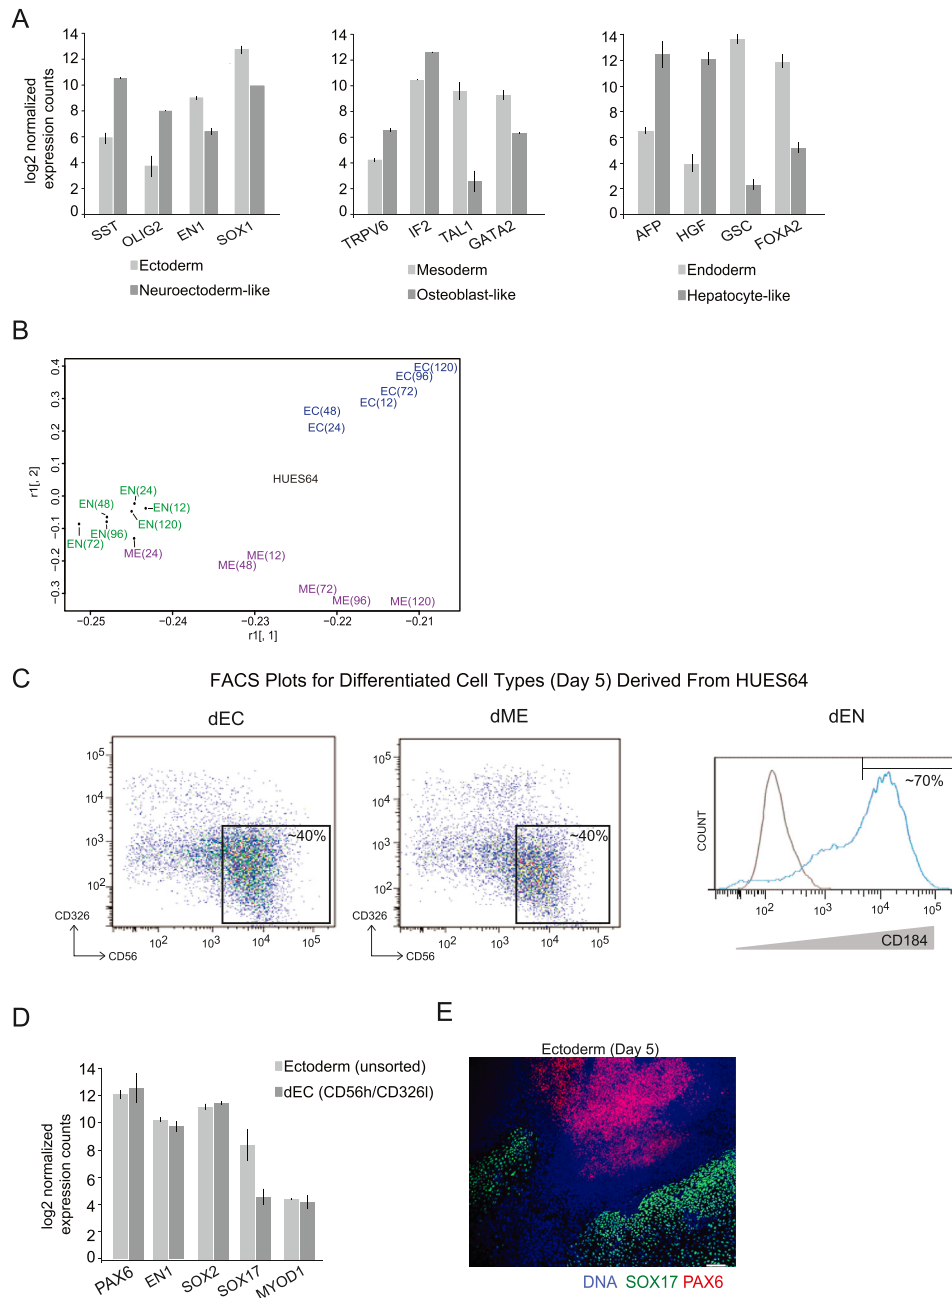 A
log2 normalized
expression counts
14
12
10
8
6
4
2
0
SST OLIG2 EN1 SOX1
Ectoderm
Neuroectoderm-like
14
12
10
8
6
4
2
0
TRPV6 IF2 TAL1 GATA2
Mesoderm
Osteoblast-like
14
12
10
8
6
4
2
0
AFP HGF GSC FOXA2
Endoderm
Hepatocyte-like
B
r1[, 2]
0.4
0.3
0.2
0.1
0.0
−0.1
−0.2
−0.3
EC(120)
EC(96)
EC(72)
EC(12)
EC(48)
EC(24)
HUES64
EN(24)
EN(48)
EN(12)
EN(120)
EN(96)
EN(72)
ME(24)
ME(12)
ME(48)
ME(72)
ME(96)
ME(120)
−0.25 −0.24 −0.23 −0.22 −0.21
r1[, 1]
C
FACS Plots for Differentiated Cell Types (Day 5) Derived From HUES64
dEC
10⁵
10⁴
10³
10²
~40%
CD326
CD56
10² 10³ 10⁴ 10⁵
dME
10⁵
10⁴
10³
10²
~40%
CD326
CD56
10² 10³ 10⁴ 10⁵
dEN
~70%
COUNT
10² 10³ 10⁴ 10⁵
CD184
D
Ectoderm (unsorted)
dEC (CD56h/CD326l)
log2 normalized
expression counts
14
12
10
8
6
4
2
0
PAX6 EN1 SOX2 SOX17 MYOD1
E
Ectoderm (Day 5)
DNA SOX17 PAX6